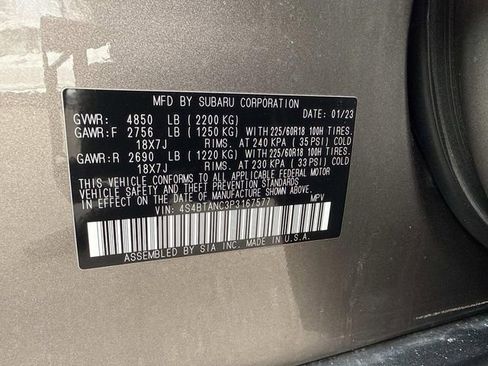 MFD BY SUBARU CORPORATION
GVWR: 4850 LB (2200 KG) DATE: 01/23
GAWR:F 2756 LB (1250 KG) WITH 225/60R18 100H TIRES.
18X7J RIMS. AT 240 KPA (35 PSI) COLD
GAWR:R 2690 LB (1220 KG) WITH 225/60R18 100H TIRES.
18X7J RIMS. AT 230 KPA (33 PSI) COLD
THIS VEHICLE CONFORMS TO ALL APPLICABLE FEDERAL MOTOR
VEHICLE SAFETY AND THEFT PREVENTION STANDARDS IN EFFECT
ON THE DATE OF MANUFACTURE SHOWN ABOVE.
VIN: 4S4BTANC3P3167577 MPV
ASSEMBLED BY SIA INC. MADE IN U.S.A.